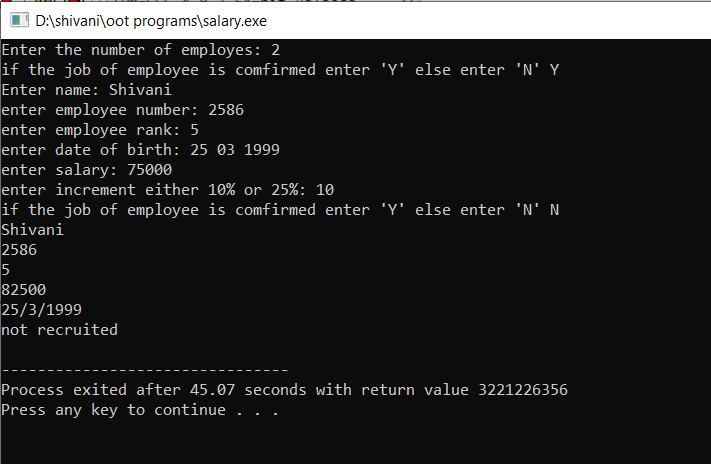 D:\shivani\oot programs\salary.exe
Enter the number of employes: 2
if the job of employee is comfirmed enter 'Y' else enter 'N' Y
Enter name: Shivani
enter employee number: 2586
enter employee rank: 5
enter date of birth: 25 03 1999
enter salary: 75000
enter increment either 10% or 25%: 10
if the job of employee is comfirmed enter 'Y' else enter 'N' N
Shivani
2586
5
82500
25/3/1999
not recruited
--------------------------------
Process exited after 45.07 seconds with return value 3221226356
Press any key to continue . . .